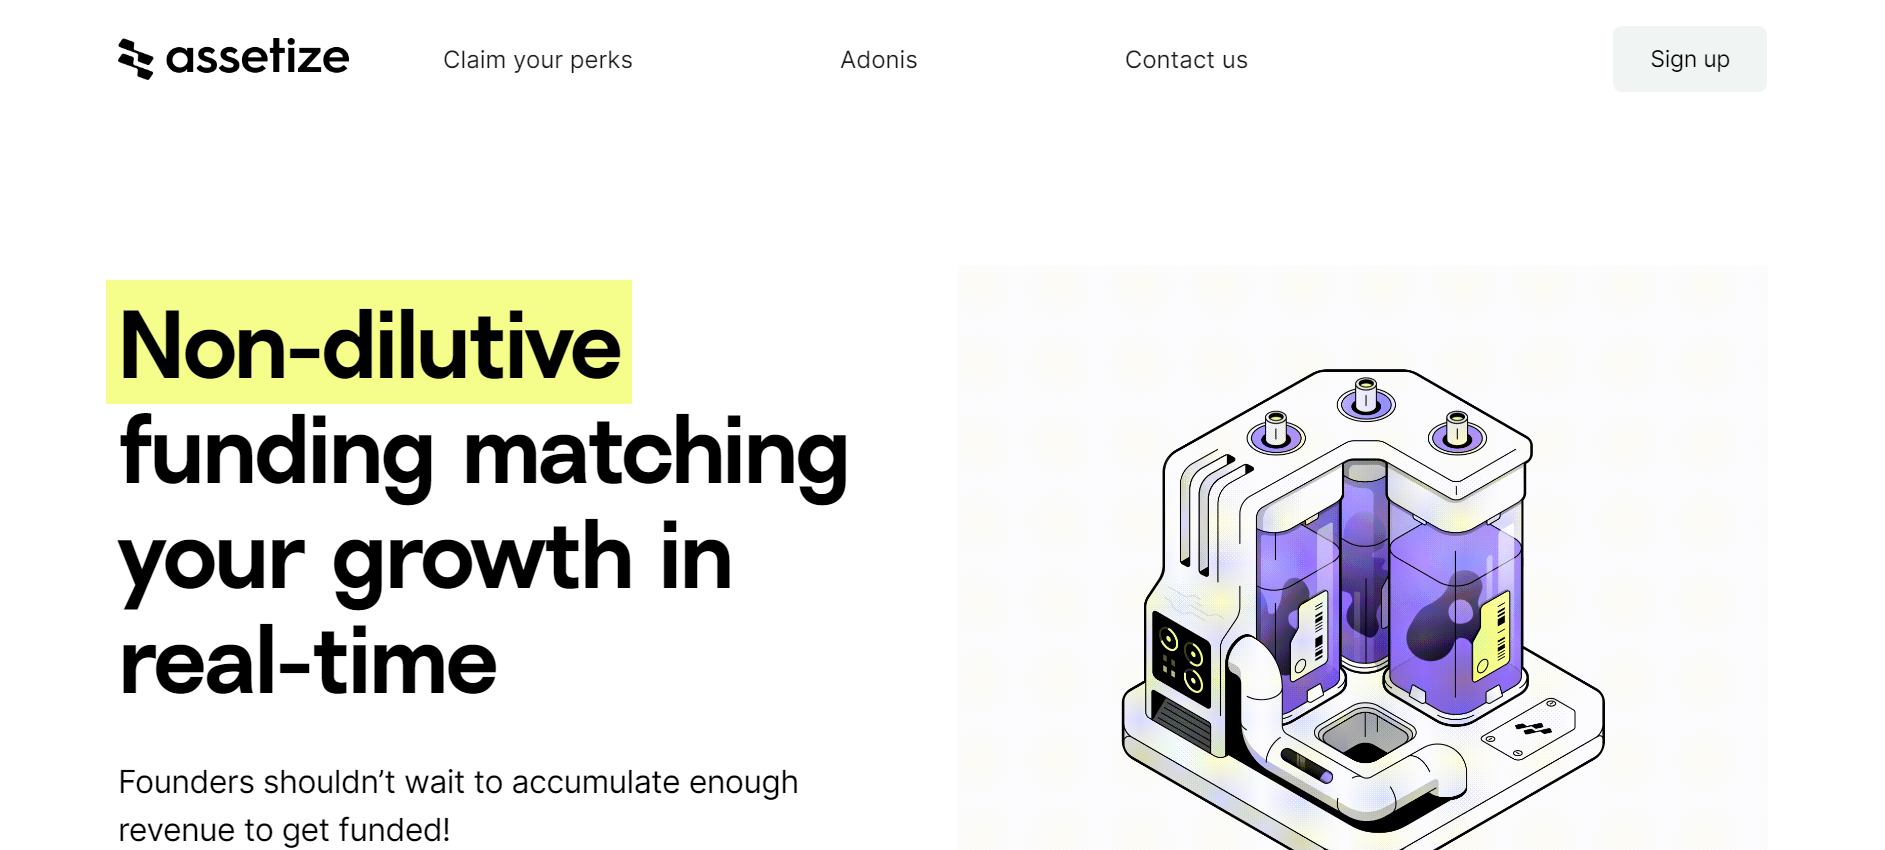 assetize
Claim your perks
Adonis
Contact us
Sign up
Non-dilutive
funding matching
your growth in
real-time
Founders shouldn’t wait to accumulate enough
revenue to get funded!